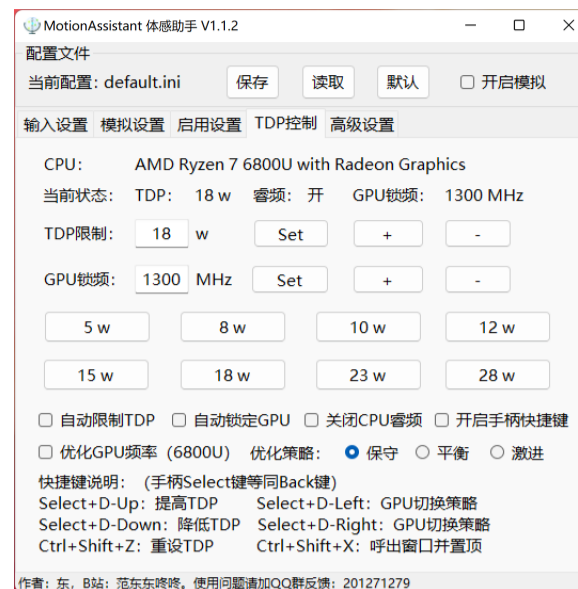 MotionAssistant 体感助手 V1.1.2
配置文件
当前配置: default.ini 保存 读取 默认 开启模拟
输入设置 模拟设置 启用设置 TDP控制 高级设置
CPU: AMD Ryzen 7 6800U with Radeon Graphics
当前状态: TDP: 18 w 睿频: 开 GPU锁频: 1300 MHz
TDP限制: 18 w Set + -
GPU锁频: 1300 MHz Set + -
5 w 8 w 10 w 12 w
15 w 18 w 23 w 28 w
自动限制TDP 自动锁定GPU 关闭CPU睿频 开启手柄快捷键
优化GPU频率（6800U） 优化策略: 保守 平衡 激进
快捷键说明: （手柄Select键等同Back键）
Select+D-Up: 提高TDP Select+D-Left: GPU切换策略
Select+D-Down: 降低TDP Select+D-Right: GPU切换策略
Ctrl+Shift+Z: 重设TDP Ctrl+Shift+X: 呼出窗口并置顶
作者: 东, B站: 范东东咚咚。使用问题请加QQ群反馈: 201271279